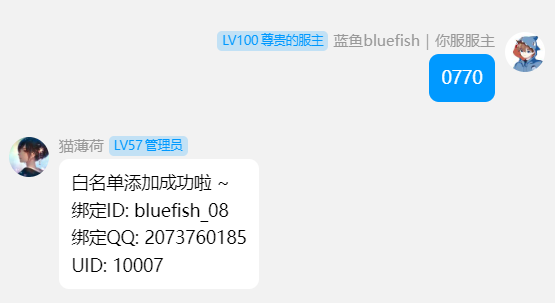 LV100 尊贵的服主 蓝鱼bluefish｜你服服主
0770
猫薄荷 LV57 管理员
白名单添加成功啦 ~
绑定ID: bluefish_08
绑定QQ: 2073760185
UID: 10007